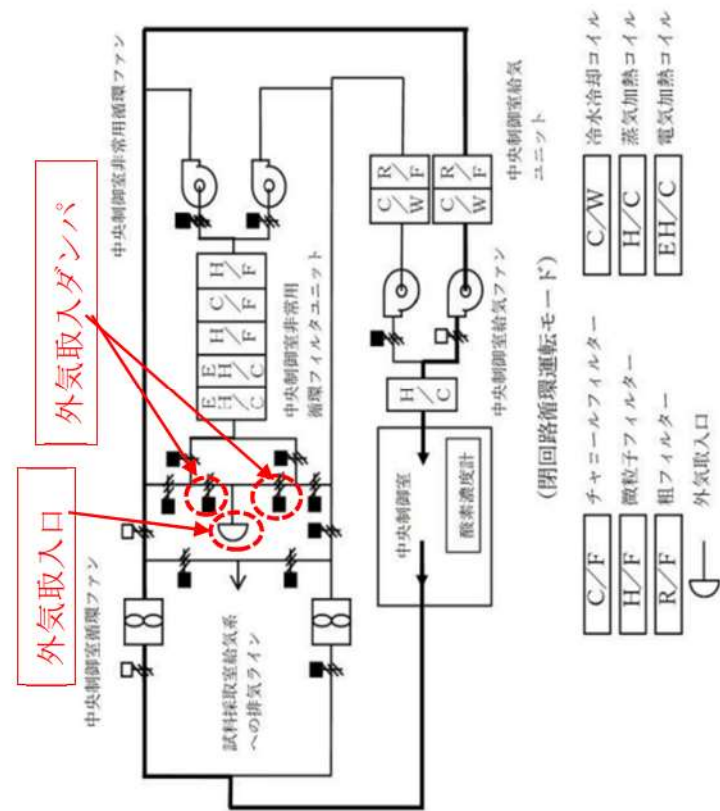 外気取入ダンパ
外気取入口
中央制御室非常用循環ファン
中央制御室循環ファン
E
H
C
E
H
C
H/F
C/F
H/F
中央制御室非常用
循環フィルタユニット
試料採取室給気系
への排気ライン
C/W
R/F
C/W
R/F
中央制御室給気
ユニット
中央制御室給気ファン
H/C
中央制御室
酸素濃度計
(閉回路循環運転モード)
C/F チャニールフィルター
H/F 微粒子フィルター
R/F 粗フィルター
外気取入口
C/W 冷水冷却コイル
H/C 蒸気加熱コイル
EH/C 電気加熱コイル